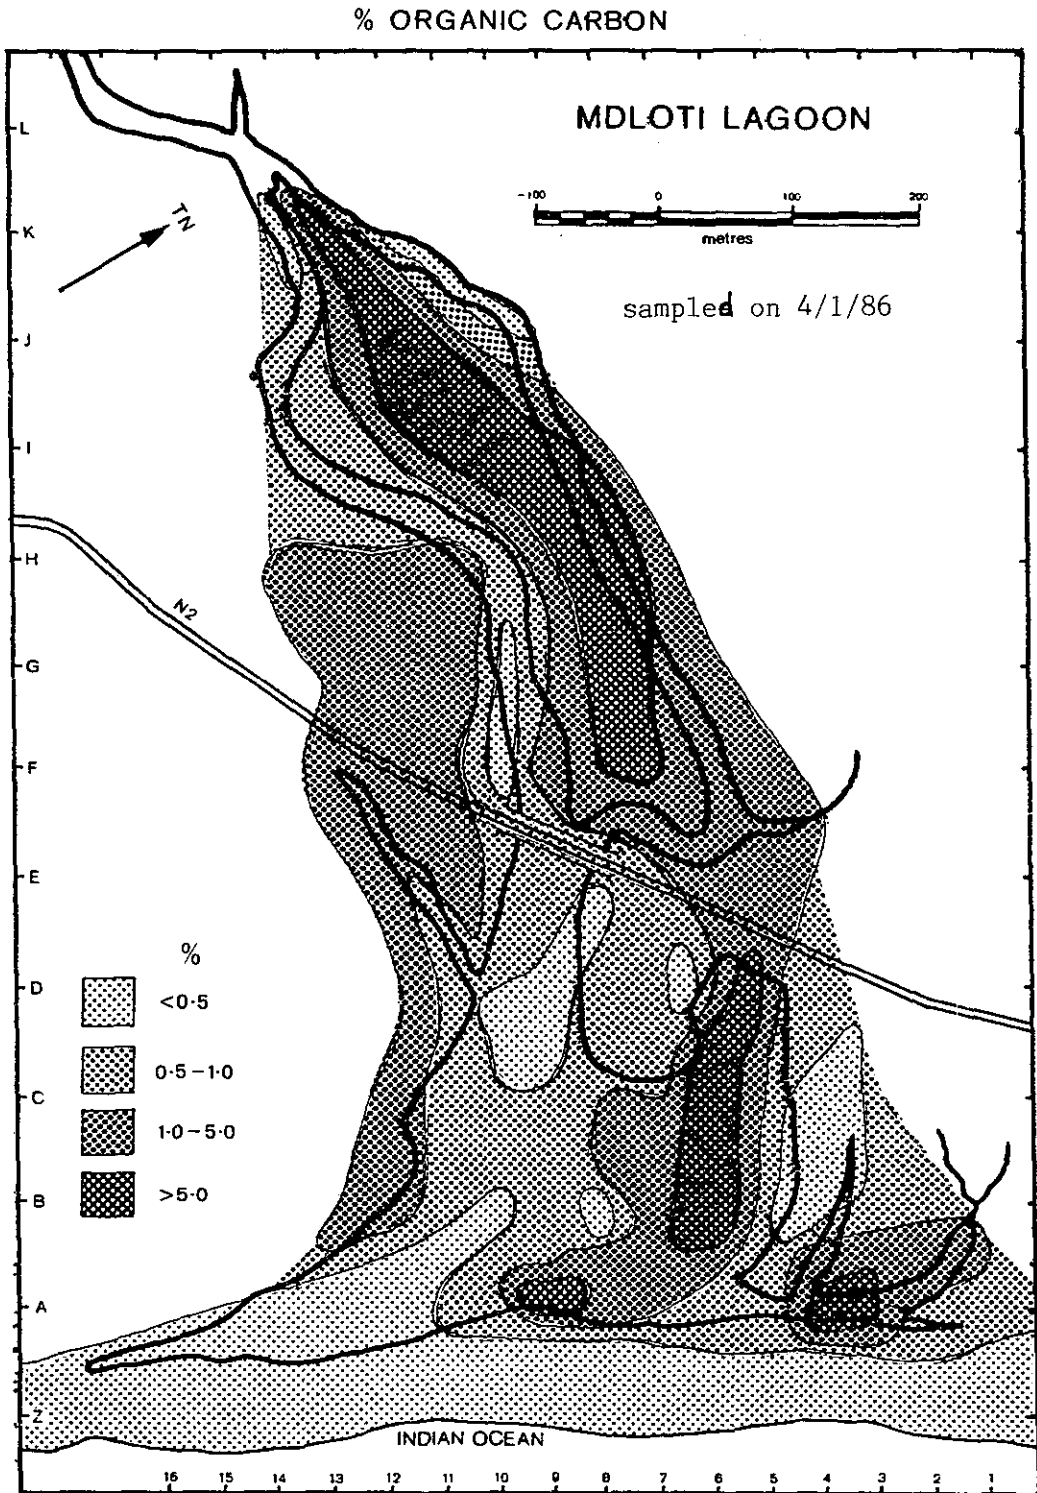 % ORGANIC CARBON
MDLOTI LAGOON
-100 0 100 200
metres
sampled on 4/1/86
TN
L
K
J
I
H
G
F
E
D
C
B
A
Z
N2
%
<0·5
0·5–1·0
1·0–5·0
>5·0
INDIAN OCEAN
16 15 14 13 12 11 10 9 8 7 6 5 4 3 2 1